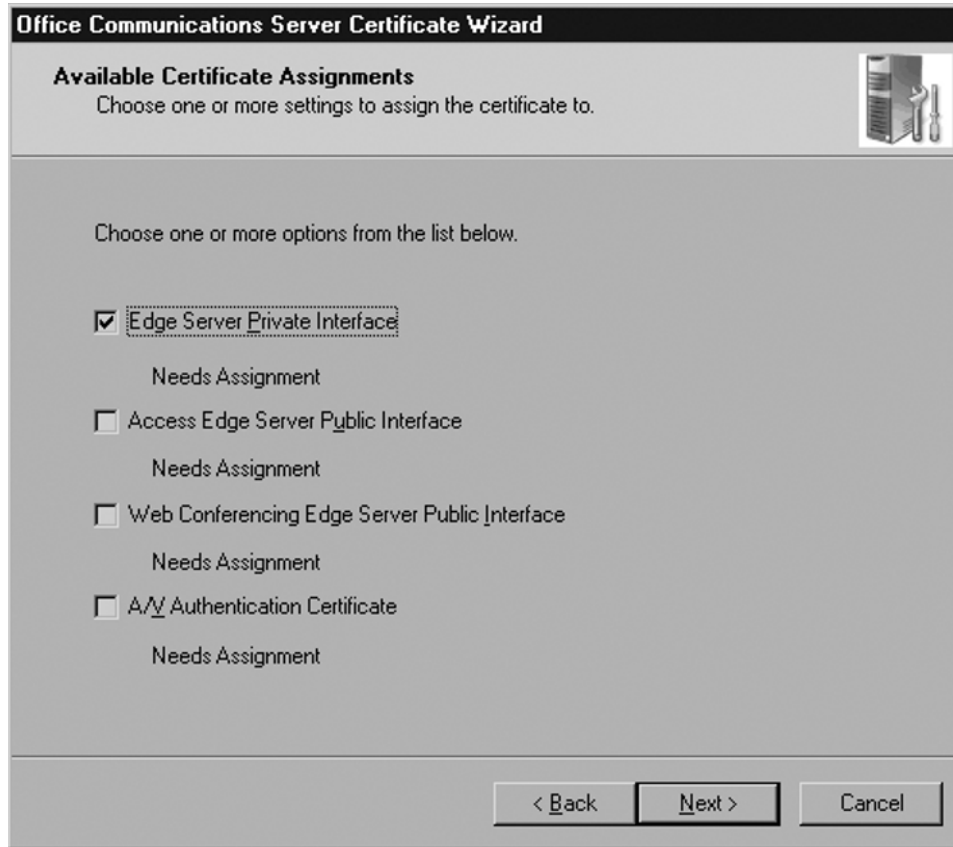 Office Communications Server Certificate Wizard
Available Certificate Assignments
Choose one or more settings to assign the certificate to.
Choose one or more options from the list below.
Edge Server Private Interface
Needs Assignment
Access Edge Server Public Interface
Needs Assignment
Web Conferencing Edge Server Public Interface
Needs Assignment
A/V Authentication Certificate
Needs Assignment
< Back Next > Cancel